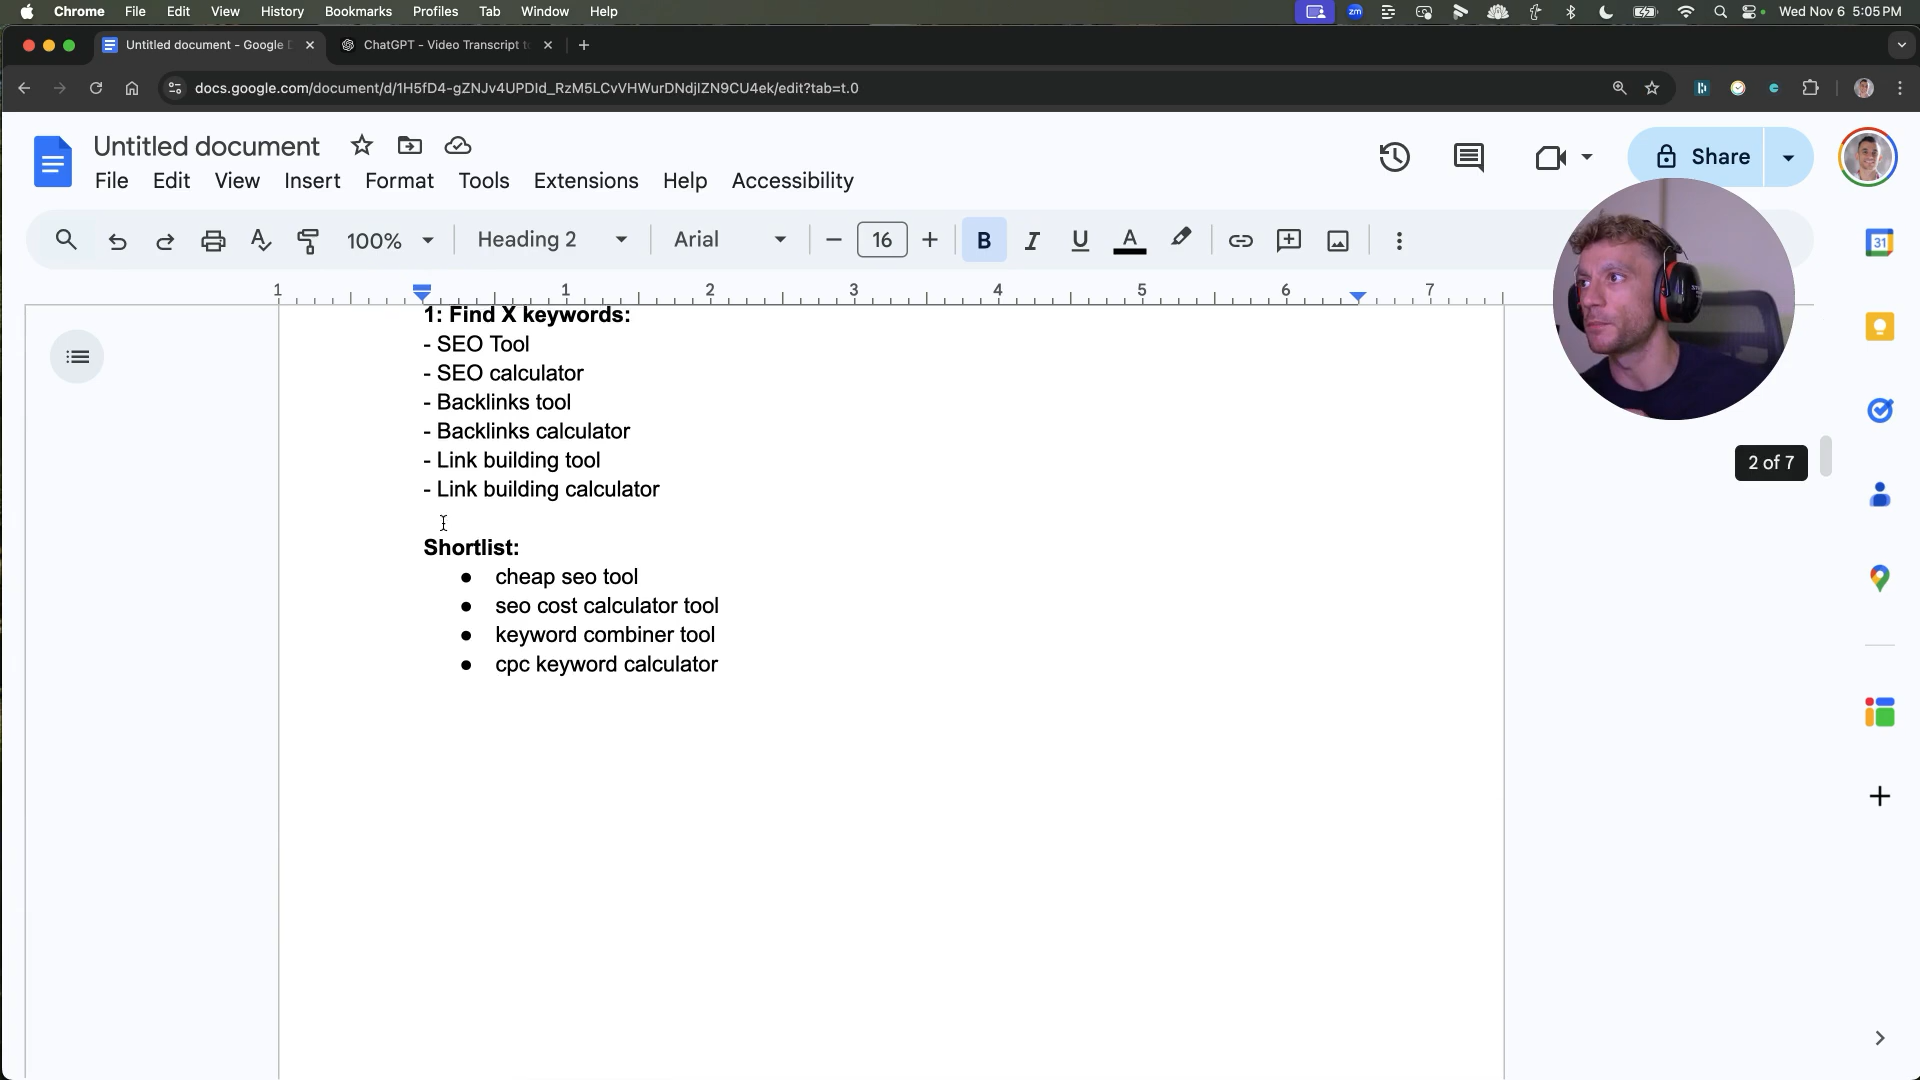 Chrome File Edit View History Bookmarks Profiles Tab Window Help
zm
Wed Nov 6 5:05 PM
Untitled document - Google D
ChatGPT - Video Transcript to
docs.google.com/document/d/1H5fD4-gZNJv4UPDId_RzM5LCvVHWurDNdjlZN9CU4ek/edit?tab=t.0
Untitled document
Share
File Edit View Insert Format Tools Extensions Help Accessibility
100% Heading 2 Arial 16 B I U A
31
1 1 2 3 4 5 6 7
1: Find X keywords:
- SEO Tool
- SEO calculator
- Backlinks tool
- Backlinks calculator
- Link building tool
- Link building calculator
2 of 7
Shortlist:
● cheap seo tool
● seo cost calculator tool
● keyword combiner tool
● cpc keyword calculator